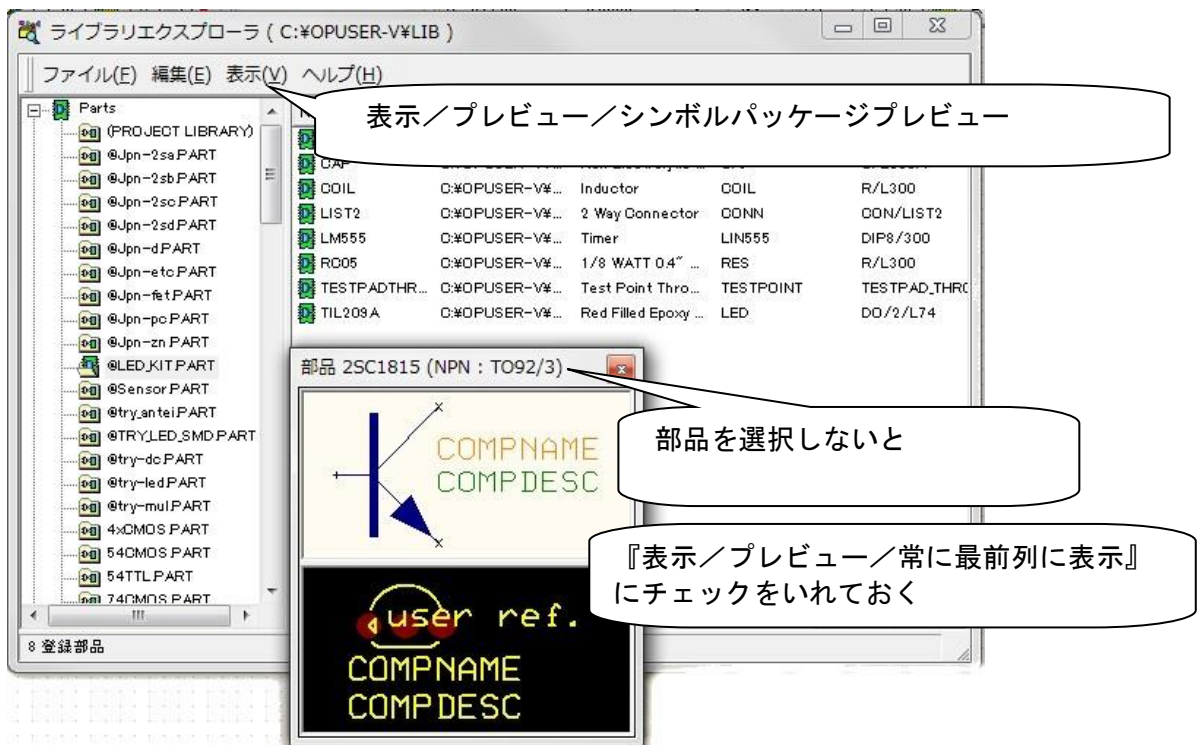 ライブラリエクスプローラ ( C:¥OPUSER-V¥LIB )
ファイル(F) 編集(E) 表示(V) ヘルプ(H)
表示／プレビュー／シンボルパッケージプレビュー
Parts
(PROJECT LIBRARY)
@Jpn-2sa.PART
@Jpn-2sb.PART
@Jpn-2sc.PART
@Jpn-2sd.PART
@Jpn-d.PART
@Jpn-etc.PART
@Jpn-fet.PART
@Jpn-pc.PART
@Jpn-zn.PART
@LED_KIT.PART
@Sensor.PART
@try_antei.PART
@TRY_LED_SMD.PART
@try-dc.PART
@try-led.PART
@try-mul.PART
4xCMOS.PART
54CMOS.PART
54TTL.PART
74CMOS.PART
CAP
COIL C:¥OPUSER-V¥... Inductor COIL R/L300
LIST2 C:¥OPUSER-V¥... 2 Way Connector CONN CON/LIST2
LM555 C:¥OPUSER-V¥... Timer LIN555 DIP8/300
RC05 C:¥OPUSER-V¥... 1/8 WATT 0.4″ ... RES R/L300
TESTPADTHR... C:¥OPUSER-V¥... Test Point Thro... TESTPOINT TESTPAD_THRO
TIL209A C:¥OPUSER-V¥... Red Filled Epoxy ... LED DO/2/L74
部品 2SC1815 (NPN : TO92/3)
部品を選択しないと
COMPNAME
COMPDESC
『表示／プレビュー／常に最前列に表示』
にチェックをいれておく
user ref.
COMPNAME
COMPDESC
8 登録部品